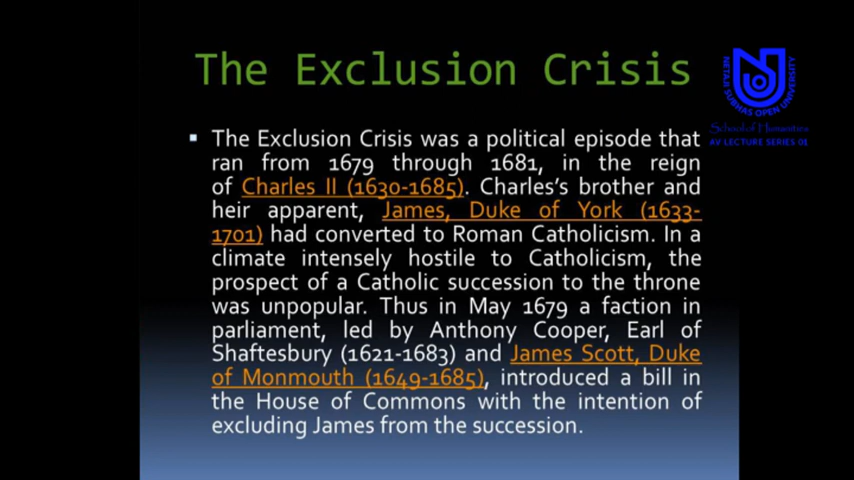 The Exclusion Crisis
The Exclusion Crisis was a political episode that
ran from 1679 through 1681, in the reign
of Charles II (1630-1685). Charles's brother and
heir apparent, James, Duke of York (1633-
1701) had converted to Roman Catholicism. In a
climate intensely hostile to Catholicism, the
prospect of a Catholic succession to the throne
was unpopular. Thus in May 1679 a faction in
parliament, led by Anthony Cooper, Earl of
Shaftesbury (1621-1683) and James Scott, Duke
of Monmouth (1649-1685), introduced a bill in
the House of Commons with the intention of
excluding James from the succession.
NETAJI SUBHAS OPEN UNIVERSITY
School of Humanities
AV LECTURE SERIES 01